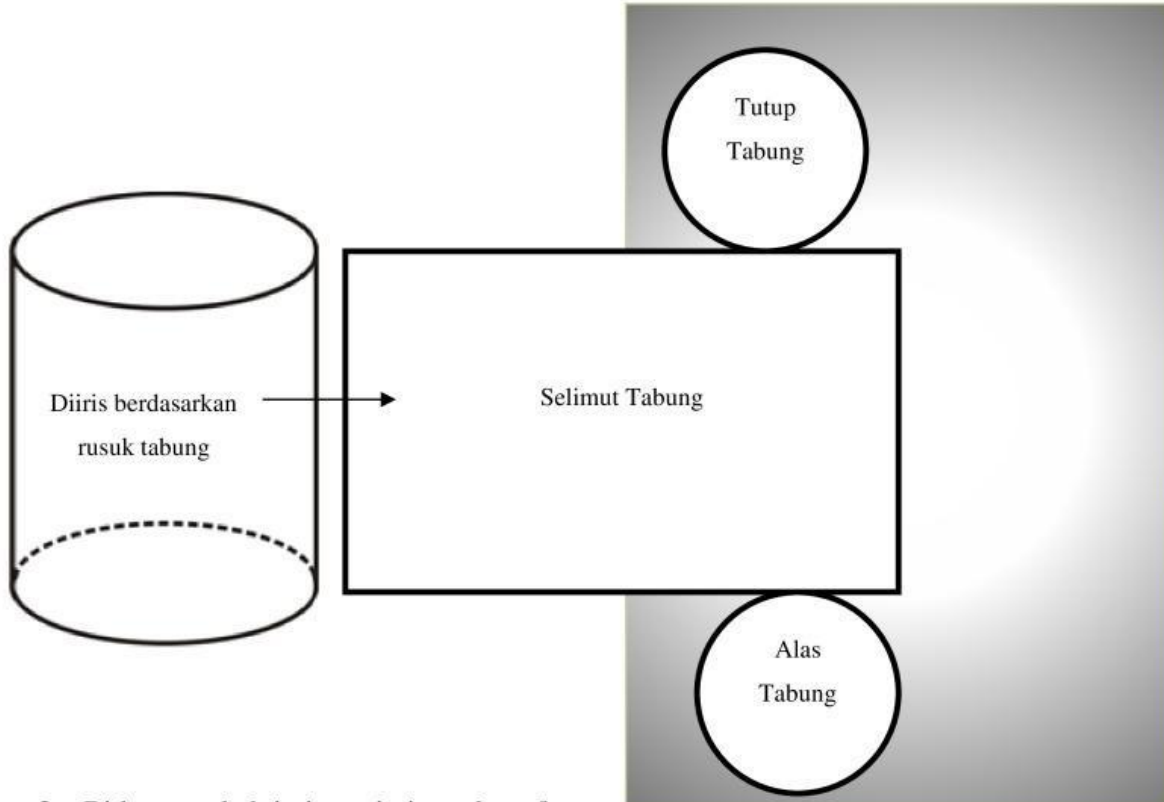 Tutup
Tabung
Diiris berdasarkan
rusuk tabung
Selimut Tabung
Alas
Tabung